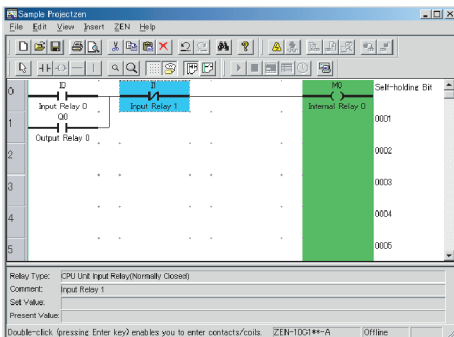 Sample Projectzen
File Edit View Insert ZEN Help
0 I0 I1 M0 Self-holding Bit
Input Relay 0 Input Relay 1 Internal Relay 0
1 Q0 0001
Output Relay 0
2 0002
3 0003
4 0004
5 0005
Relay Type: CPU Unit Input Relay(Normally Closed)
Comment: Input Relay 1
Set Value:
Present Value:
Double-click (pressing Enter key) enables you to enter contacts/coils. ZEN-10C1**-A Offline